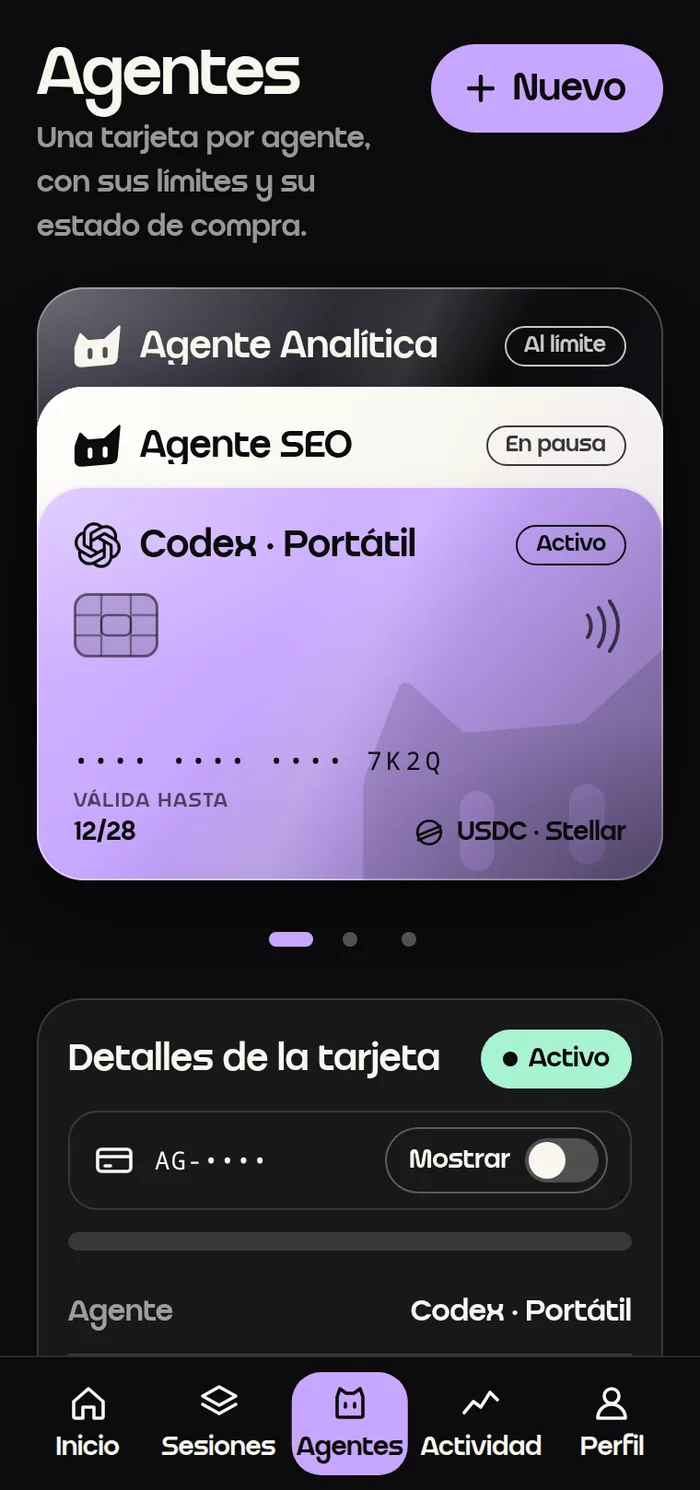 Agentes
+ Nuevo
Una tarjeta por agente,
con sus límites y su
estado de compra.
Agente Analítica
Al límite
Agente SEO
En pausa
Codex · Portátil
Activo
•••• •••• •••• 7K2Q
VÁLIDA HASTA
12/28
USDC · Stellar
Detalles de la tarjeta
Activo
AG-••••
Mostrar
Agente
Codex · Portátil
Inicio
Sesiones
Agentes
Actividad
Perfil